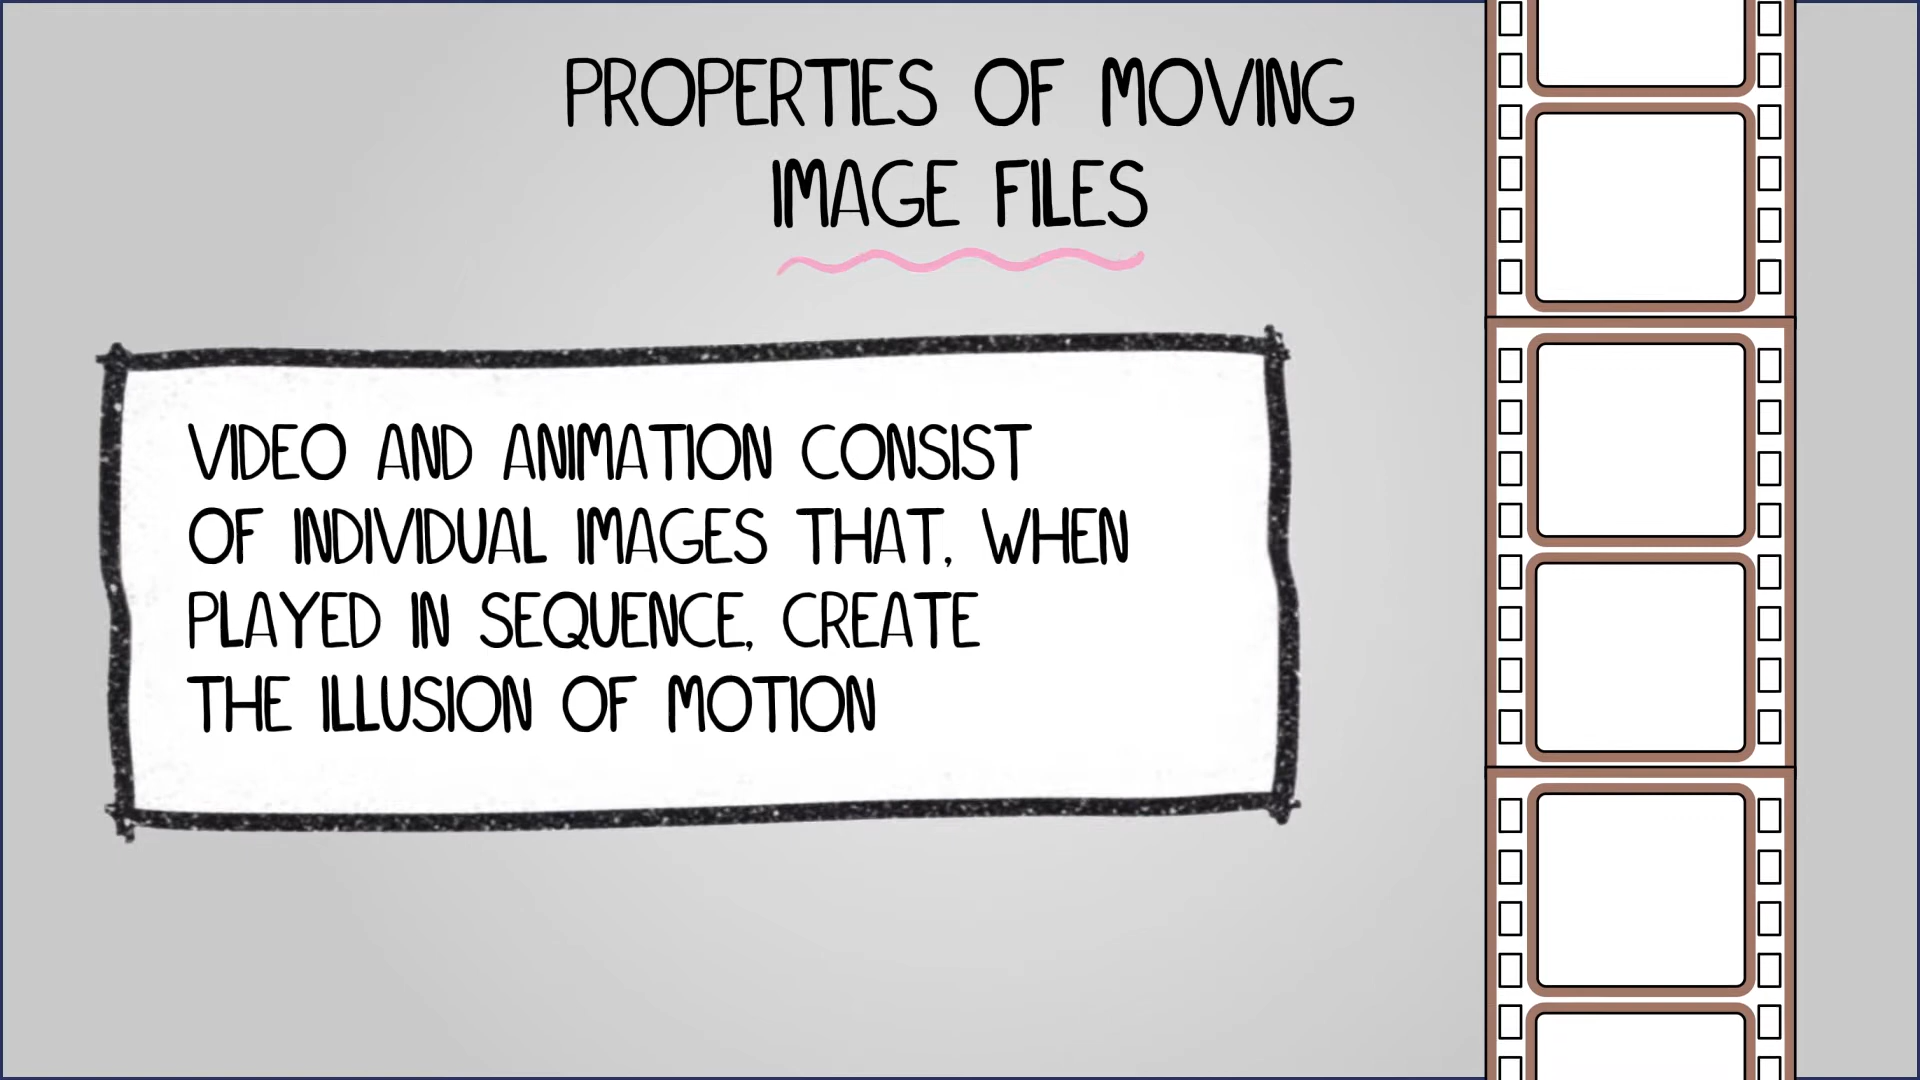 PROPERTIES OF MOVING
IMAGE FILES
VIDEO AND ANIMATION CONSIST
OF INDIVIDUAL IMAGES THAT, WHEN
PLAYED IN SEQUENCE, CREATE
THE ILLUSION OF MOTION